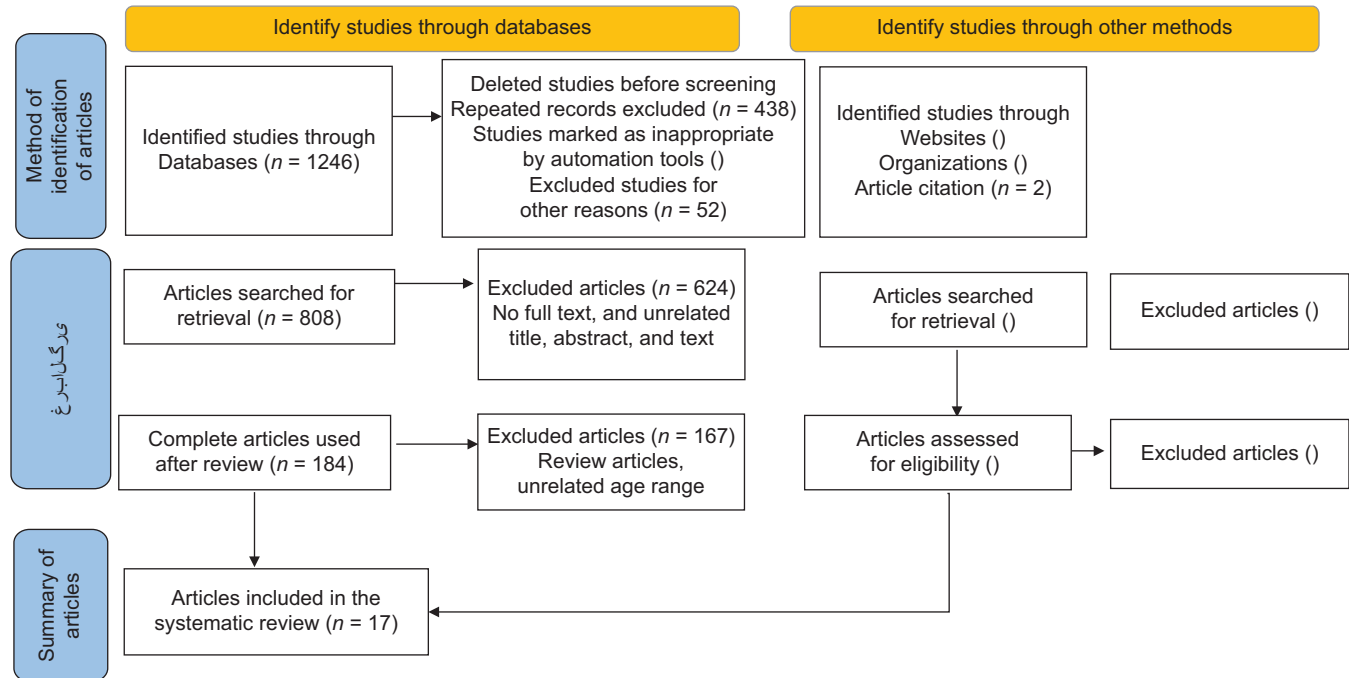 Identify studies through databases
Identify studies through other methods
Method of
identification
of articles
Identified studies through
Databases (n = 1246)
Deleted studies before screening
Repeated records excluded (n = 438)
Studies marked as inappropriate
by automation tools ()
Excluded studies for
other reasons (n = 52)
Identified studies through
Websites ()
Organizations ()
Article citation (n = 2)
غربالگری
Articles searched for
retrieval (n = 808)
Excluded articles (n = 624)
No full text, and unrelated
title, abstract, and text
Articles searched
for retrieval ()
Excluded articles ()
Complete articles used
after review (n = 184)
Excluded articles (n = 167)
Review articles,
unrelated age range
Articles assessed
for eligibility ()
Excluded articles ()
Summary of
articles
Articles included in the
systematic review (n = 17)